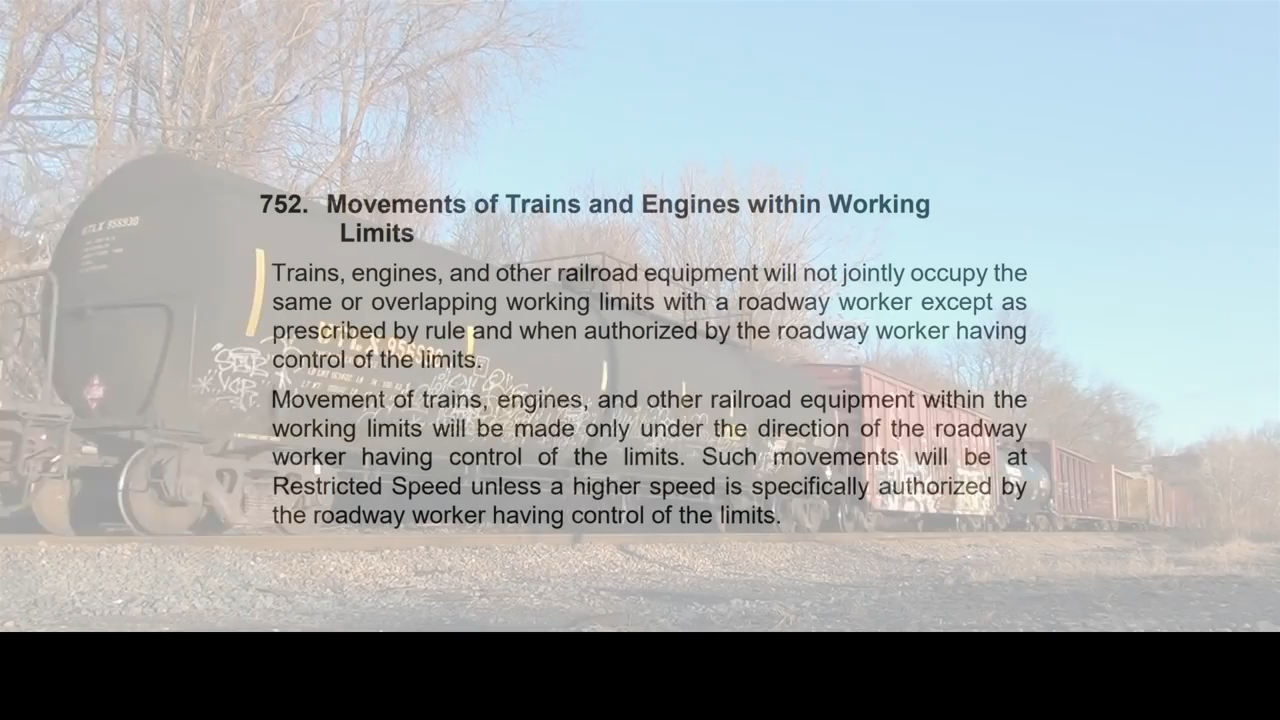 752. Movements of Trains and Engines within Working
Limits
Trains, engines, and other railroad equipment will not jointly occupy the
same or overlapping working limits with a roadway worker except as
prescribed by rule and when authorized by the roadway worker having
control of the limits.
Movement of trains, engines, and other railroad equipment within the
working limits will be made only under the direction of the roadway
worker having control of the limits. Such movements will be at
Restricted Speed unless a higher speed is specifically authorized by
the roadway worker having control of the limits.